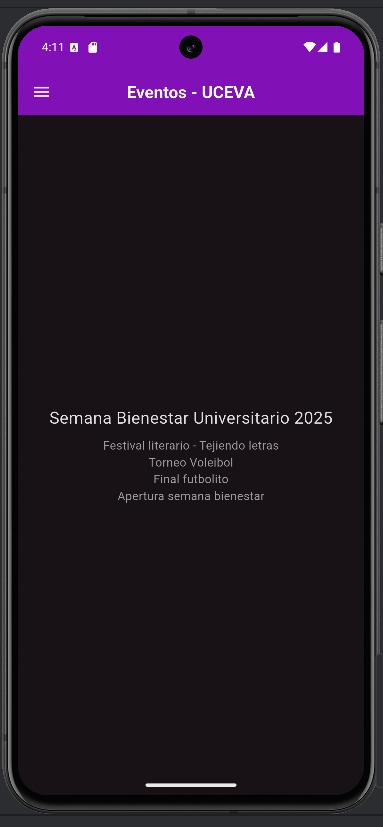 4:11
Eventos - UCEVA
Semana Bienestar Universitario 2025
Festival literario - Tejiendo letras
Torneo Voleibol
Final futbolito
Apertura semana bienestar